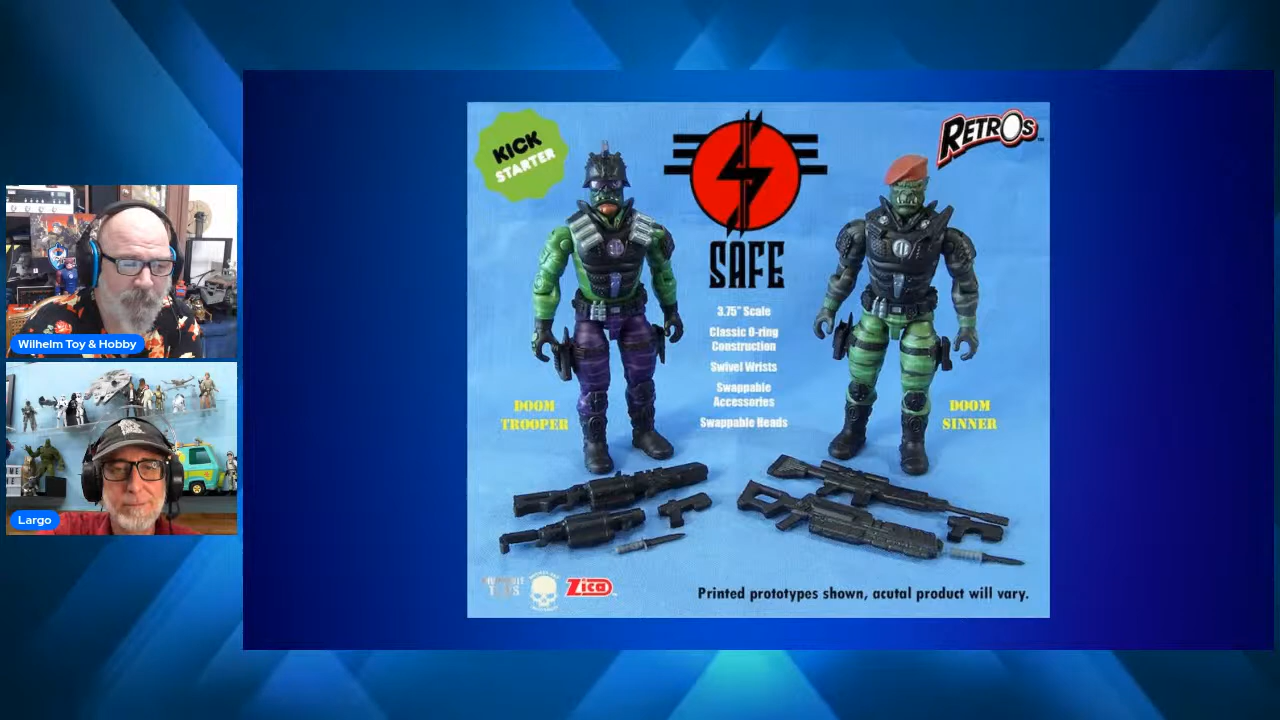 KICK
STARTER
RETROS
SAFE
3.75" Scale
Classic O-ring
Construction
Swivel Wrists
Swappable
Accessories
Swappable Heads
DOOM
TROOPER
DOOM
SINNER
Zica
Printed prototypes shown, acutal product will vary.
Wilhelm Toy & Hobby
Largo